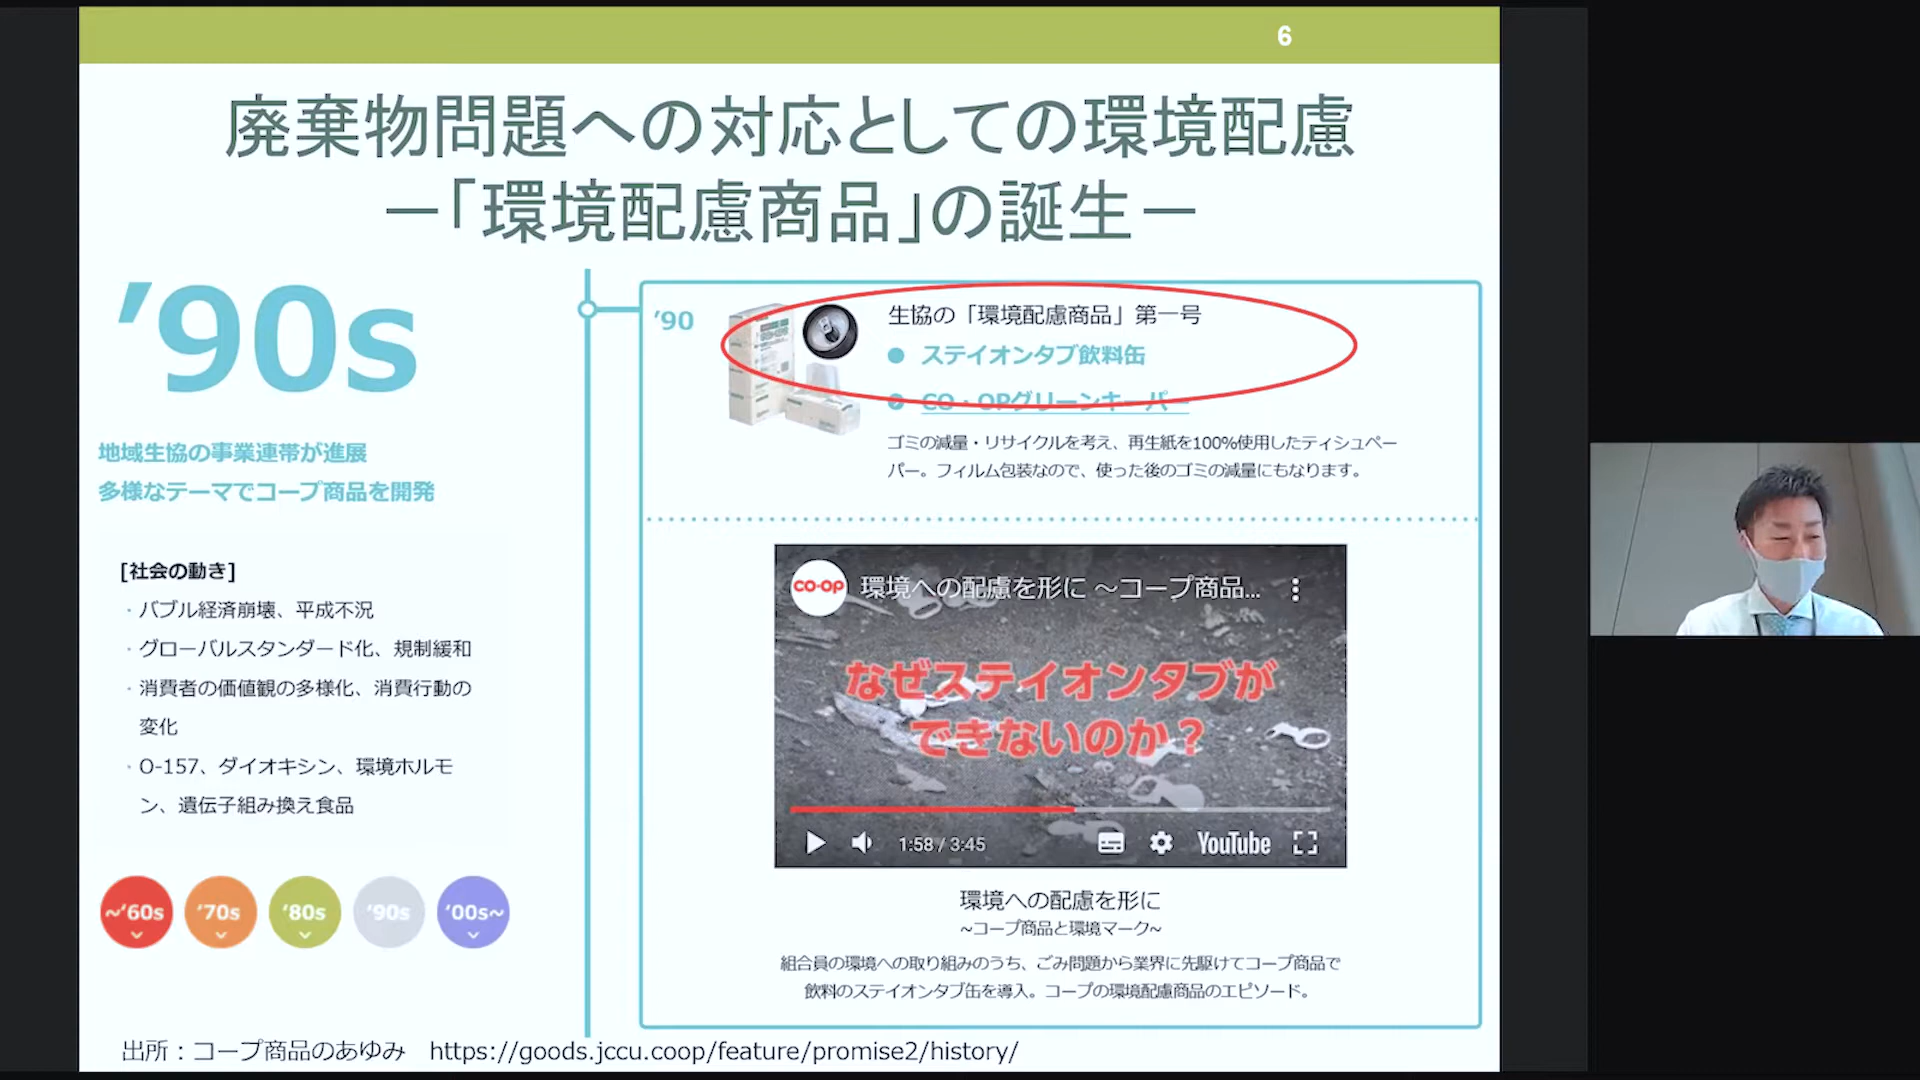 6
廃棄物問題への対応としての環境配慮
－「環境配慮商品」の誕生－
’90s
地域生協の事業連帯が進展
多様なテーマでコープ商品を開発
[社会の動き]
・バブル経済崩壊、平成不況
・グローバルスタンダード化、規制緩和
・消費者の価値観の多様化、消費行動の
変化
・O-157、ダイオキシン、環境ホルモ
ン、遺伝子組み換え食品
~’60s
’70s
’80s
’90s
’00s~
’90
生協の「環境配慮商品」第一号
● ステイオンタブ飲料缶
CO・OPグリーンキーパー
ゴミの減量・リサイクルを考え、再生紙を100%使用したティシュペー
パー。フィルム包装なので、使った後のゴミの減量にもなります。
CO·OP
環境への配慮を形に ～コープ商品...
なぜステイオンタブが
できないのか？
1:58 / 3:45
YouTube
環境への配慮を形に
~コープ商品と環境マーク~
組合員の環境への取り組みのうち、ごみ問題から業界に先駆けてコープ商品で
飲料のステイオンタブ缶を導入。コープの環境配慮商品のエピソード。
出所：コープ商品のあゆみ　https://goods.jccu.coop/feature/promise2/history/